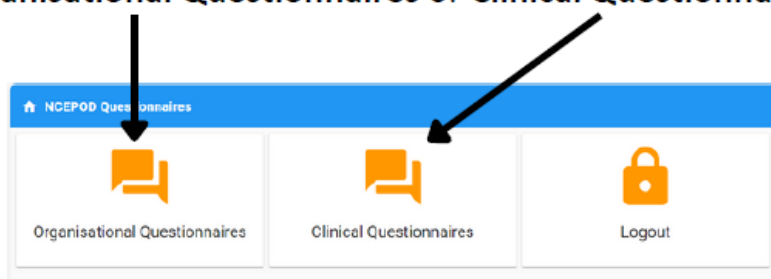 Questionnaires or Clinical
NCEPOD Questionnaires
Organisational Questionnaires
Clinical Questionnaires
Logout